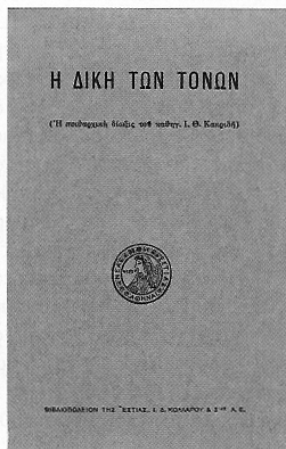 Η ΔΙΚΗ ΤΩΝ ΤΟΝΩΝ
(Ἡ πειθαρχικὴ δίωξις τοῦ καθηγ. Ι. Θ. Κακριδῆ)
ΒΙΒΛΙΟΠΩΛΕΙΟΝ ΤΗΣ "ΕΣΤΙΑΣ„ Ι. Δ. ΚΟΛΛΑΡΟΥ & Σιας Α. Ε.